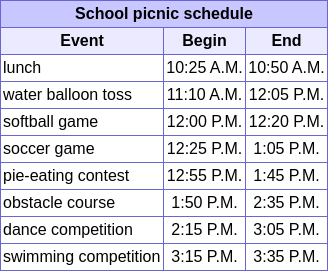 School picnic schedule
Event Begin End
lunch 10:25 A.M. 10:50 A.M.
water balloon toss 11:10 A.M. 12:05 P.M.
softball game 12:00 P.M. 12:20 P.M.
soccer game 12:25 P.M. 1:05 P.M.
pie-eating contest 12:55 P.M. 1:45 P.M.
obstacle course 1:50 P.M. 2:35 P.M.
dance competition 2:15 P.M. 3:05 P.M.
swimming competition 3:15 P.M. 3:35 P.M.